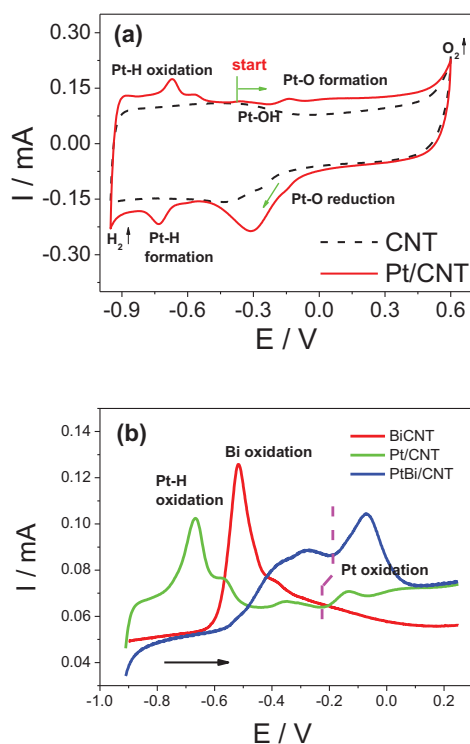 (a)
Pt-H oxidation
start
Pt-O formation
O2
Pt-OH
Pt-O reduction
H2
Pt-H
formation
CNT
Pt/CNT
I / mA
0.30
0.15
0.00
-0.15
-0.30
-0.9 -0.6 -0.3 0.0 0.3 0.6
E / V
(b)
Bi oxidation
BiCNT
Pt/CNT
PtBi/CNT
Pt-H
oxidation
Pt oxidation
I / mA
0.14
0.12
0.10
0.08
0.06
0.04
-1.0 -0.8 -0.6 -0.4 -0.2 0.0 0.2
E / V